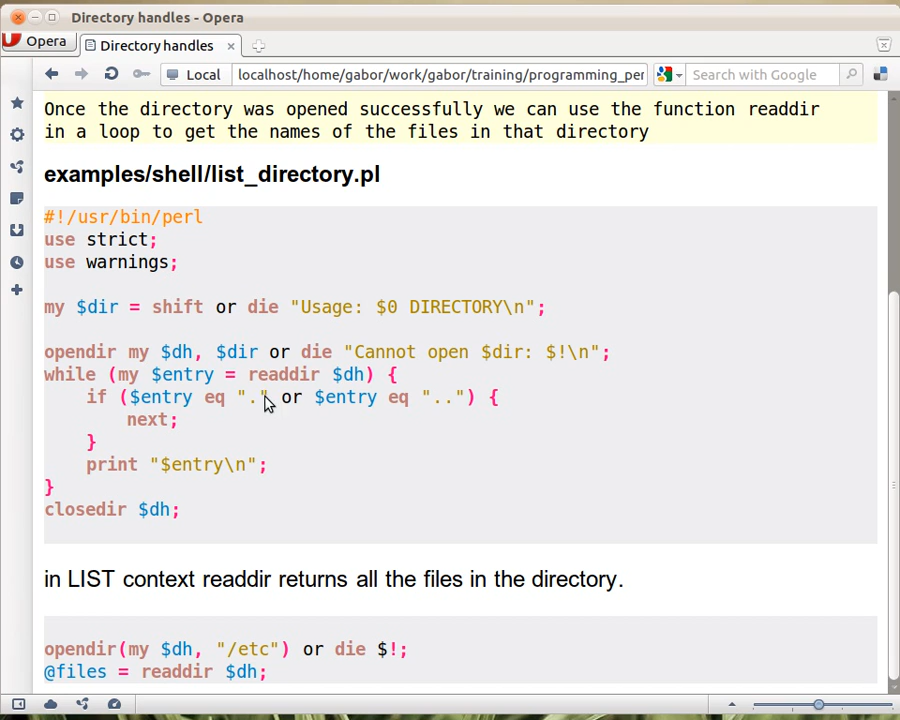 Directory handles - Opera
Opera
Directory handles
Local
localhost/home/gabor/work/gabor/training/programming_per
Search with Google
Once the directory was opened successfully we can use the function readdir
in a loop to get the names of the files in that directory
examples/shell/list_directory.pl
#!/usr/bin/perl
use strict;
use warnings;
my $dir = shift or die "Usage: $0 DIRECTORY\n";
opendir my $dh, $dir or die "Cannot open $dir: $!\n";
while (my $entry = readdir $dh) {
    if ($entry eq "." or $entry eq "..") {
        next;
    }
    print "$entry\n";
}
closedir $dh;
in LIST context readdir returns all the files in the directory.
opendir(my $dh, "/etc") or die $!;
@files = readdir $dh;